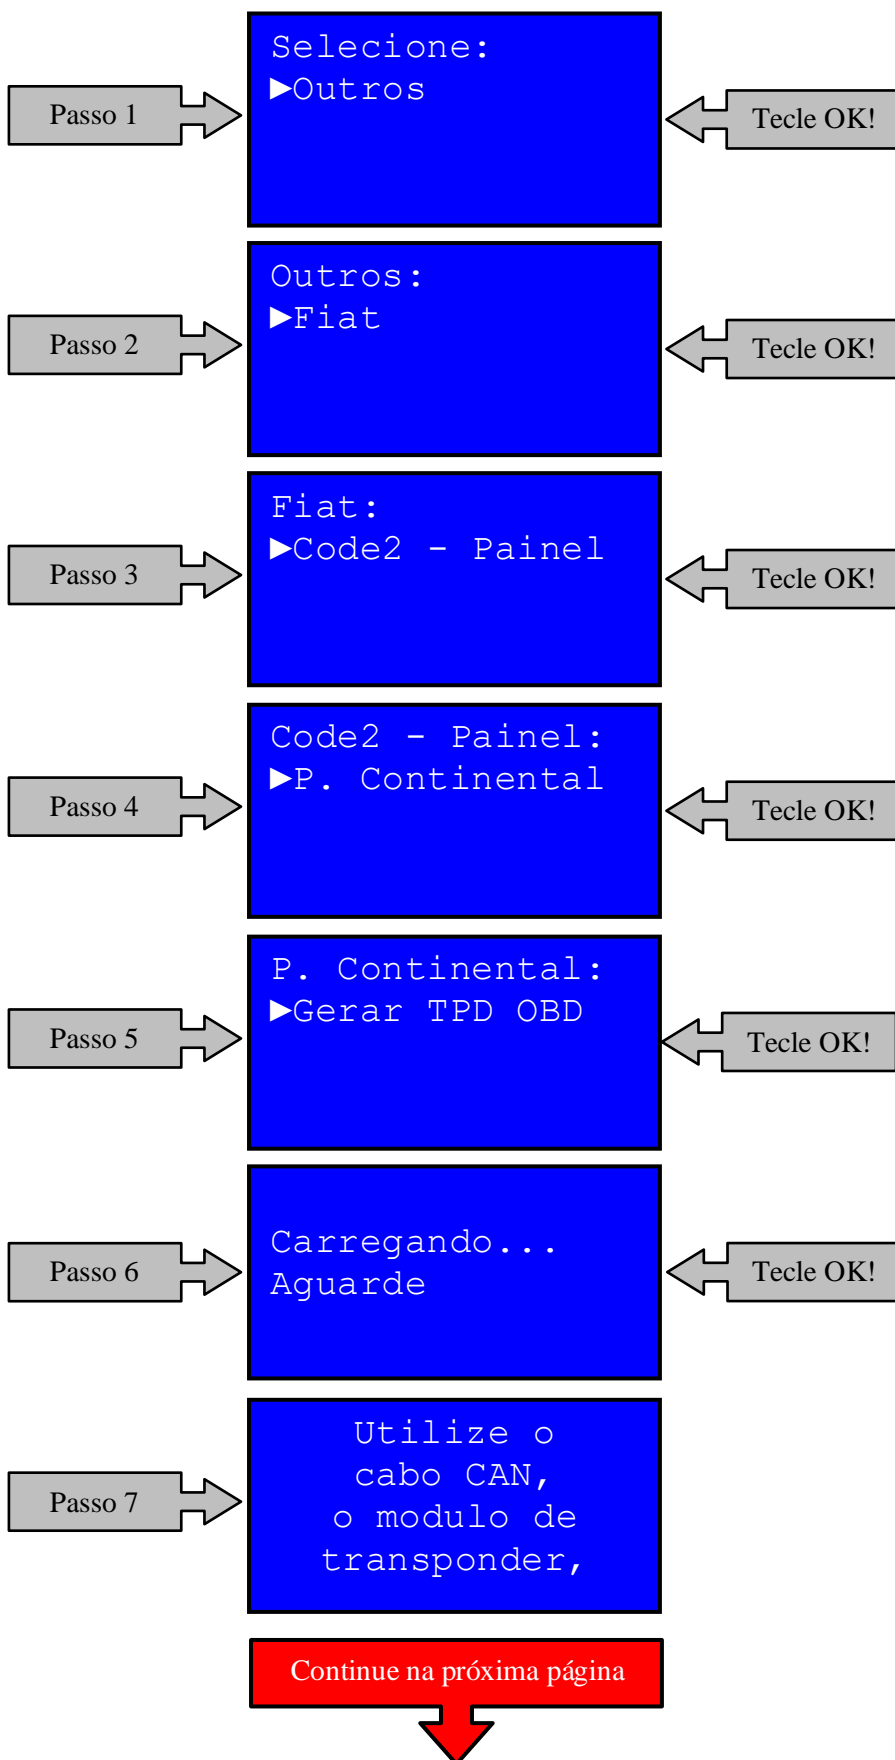 Selecione:
►Outros
Passo 1
Tecle OK!
Outros:
►Fiat
Passo 2
Tecle OK!
Fiat:
►Code2 - Painel
Passo 3
Tecle OK!
Code2 - Painel:
►P. Continental
Passo 4
Tecle OK!
P. Continental:
►Gerar TPD OBD
Passo 5
Tecle OK!
Carregando...
Aguarde
Passo 6
Tecle OK!
Utilize o
cabo CAN,
o modulo de
transponder,
Passo 7
Continue na próxima página